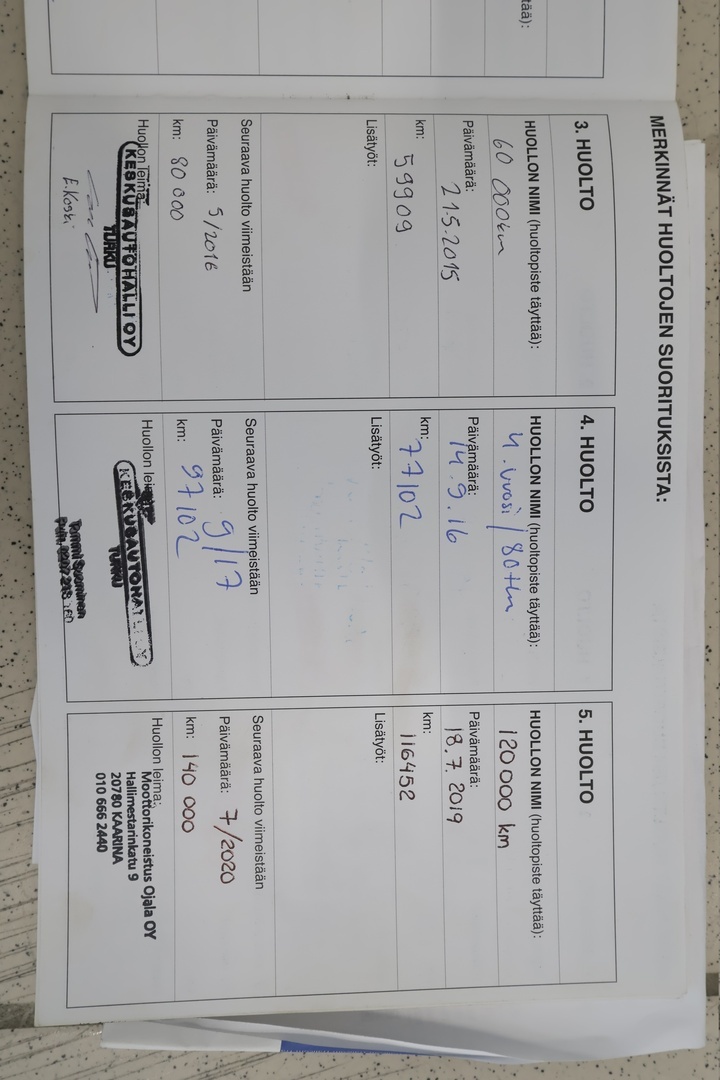 tää):
MERKINNÄT HUOLTOJEN SUORITUKSISTA:
3. HUOLTO
HUOLLON NIMI (huoltopiste täyttää):
60 000km
Päivämäärä:
21.5.2015
km:
59909
Lisätyöt:
Seuraava huolto viimeistään
Päivämäärä: 5/2016
km: 80 000
Huollon leima:
KESKUSAUTOHALLI OY
TURKU
E. Koski
4. HUOLTO
HUOLLON NIMI (huoltopiste täyttää):
4. vuosi / 80tkm
Päivämäärä:
14.9.16
km:
77102
Lisätyöt:
Seuraava huolto viimeistään
Päivämäärä: 9/17
km: 97102
Huollon
KESKUSAUTOHALLI
TURKU
Tommi Suominen
5. HUOLTO
HUOLLON NIMI (huoltopiste täyttää):
120 000 km
Päivämäärä:
18.7.2019
km:
116452
Lisätyöt:
Seuraava huolto viimeistään
Päivämäärä: 7/2020
km: 140 000
Huollon leima:
Moottorikoneistus Ojala OY
Hallimestarinkatu 9
20780 KAARINA
010 666 2440